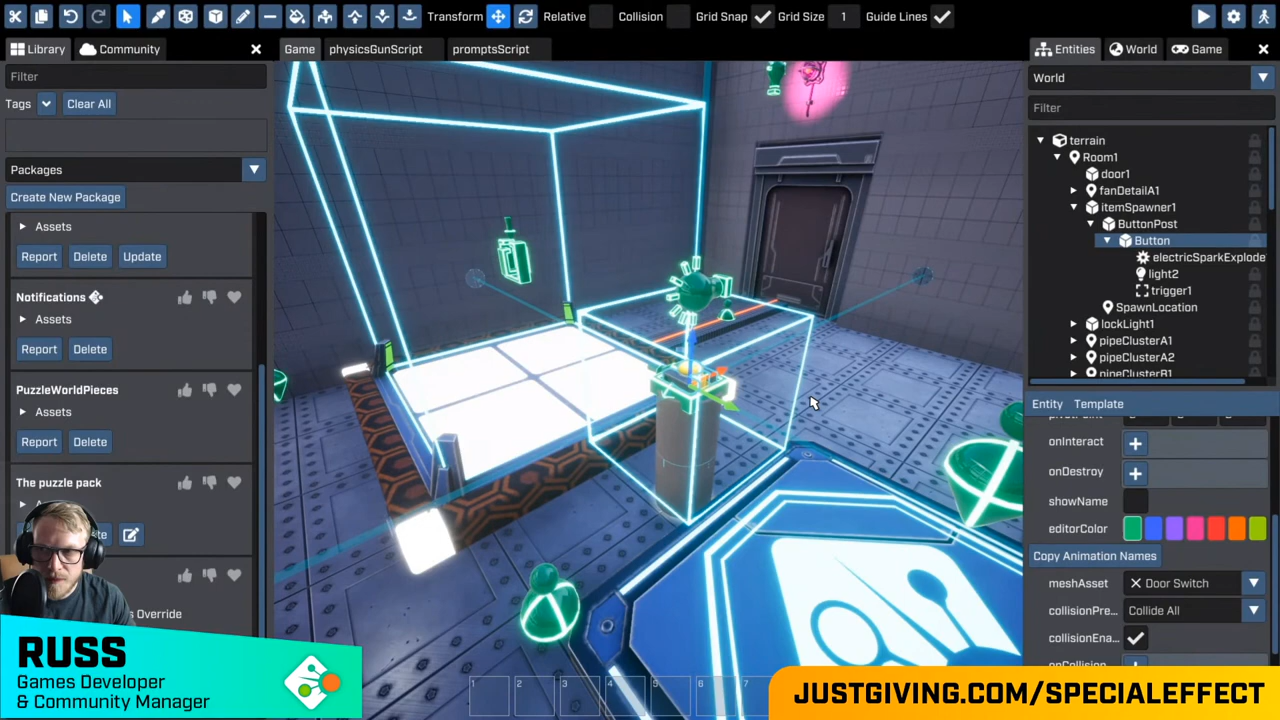 Transform
Relative
Collision
Grid Snap
Grid Size
1
Guide Lines
Library
Community
Game
physicsGunScript
promptsScript
Entities
World
Game
Filter
Tags
Clear All
Packages
Create New Package
Assets
Report
Delete
Update
Notifications
Assets
Report
Delete
PuzzleWorldPieces
Assets
Report
Delete
The puzzle pack
World
Filter
terrain
Room1
door1
fanDetailA1
itemSpawner1
ButtonPost
Button
electricSparkExplode
light2
trigger1
SpawnLocation
lockLight1
pipeClusterA1
pipeClusterA2
pipeClusterB1
Entity
Template
onInteract
onDestroy
showName
editorColor
Copy Animation Names
meshAsset
Door Switch
collisionPre...
Collide All
collisionEna...
RUSS
Games Developer
& Community Manager
1 2 3 4 5 6 7
JUSTGIVING.COM/SPECIALEFFECT